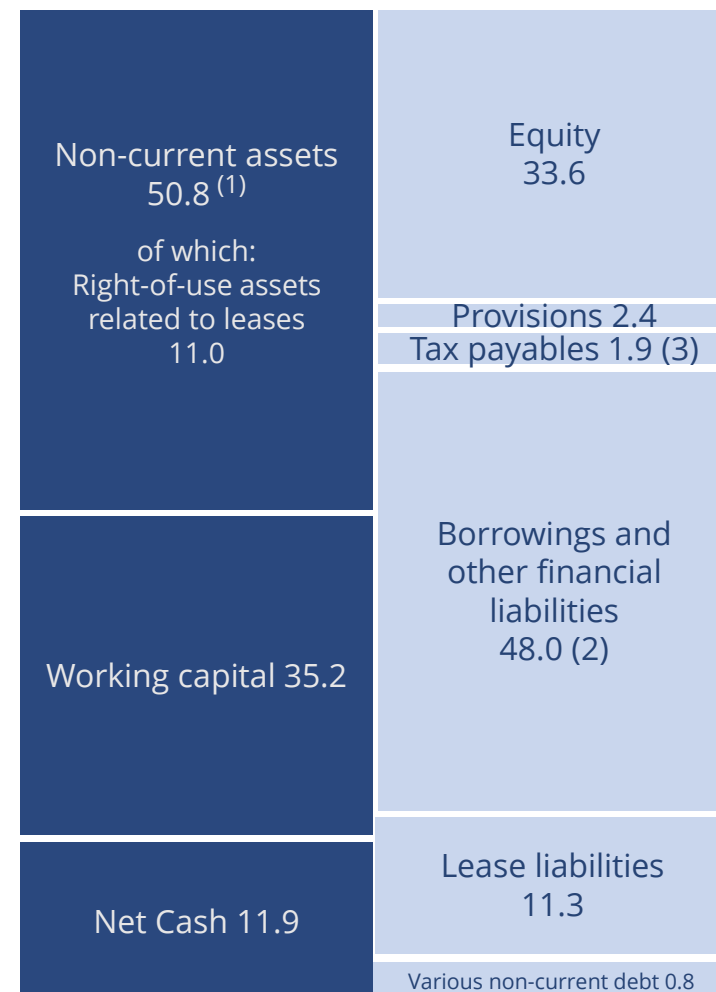 Non-current assets
50.8 (1)
of which:
Right-of-use assets
related to leases
11.0
Working capital 35.2
Net Cash 11.9
Equity
33.6
Provisions 2.4
Tax payables 1.9 (3)
Borrowings and
other financial
liabilities
48.0 (2)
Lease liabilities
11.3
Various non-current debt 0.8